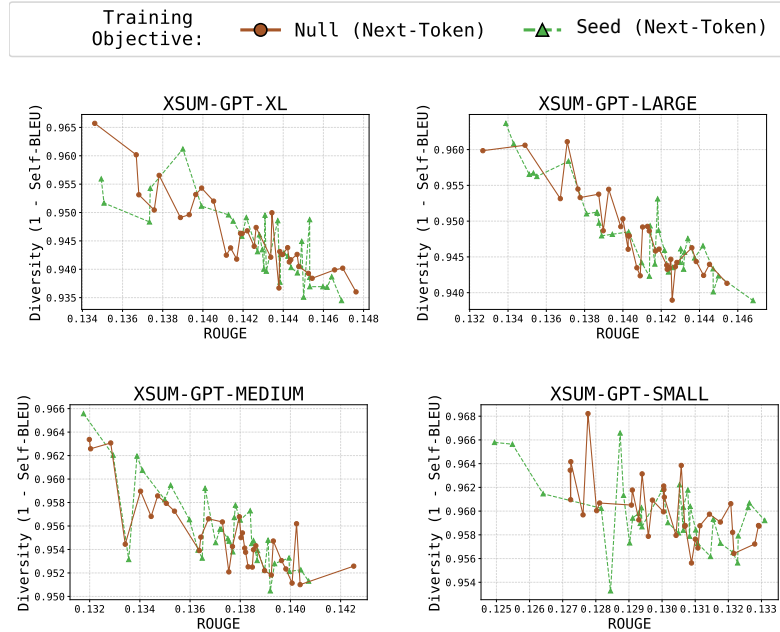 Training
Objective:
Null (Next-Token)
Seed (Next-Token)
XSUM-GPT-XL
Diversity (1 - Self-BLEU)
0.965
0.960
0.955
0.950
0.945
0.940
0.935
0.134 0.136 0.138 0.140 0.142 0.144 0.146 0.148
ROUGE
XSUM-GPT-LARGE
Diversity (1 - Self-BLEU)
0.960
0.955
0.950
0.945
0.940
0.132 0.134 0.136 0.138 0.140 0.142 0.144 0.146
ROUGE
XSUM-GPT-MEDIUM
Diversity (1 - Self-BLEU)
0.966
0.964
0.962
0.960
0.958
0.956
0.954
0.952
0.950
0.132 0.134 0.136 0.138 0.140 0.142
ROUGE
XSUM-GPT-SMALL
Diversity (1 - Self-BLEU)
0.968
0.966
0.964
0.962
0.960
0.958
0.956
0.954
0.125 0.126 0.127 0.128 0.129 0.130 0.131 0.132 0.133
ROUGE